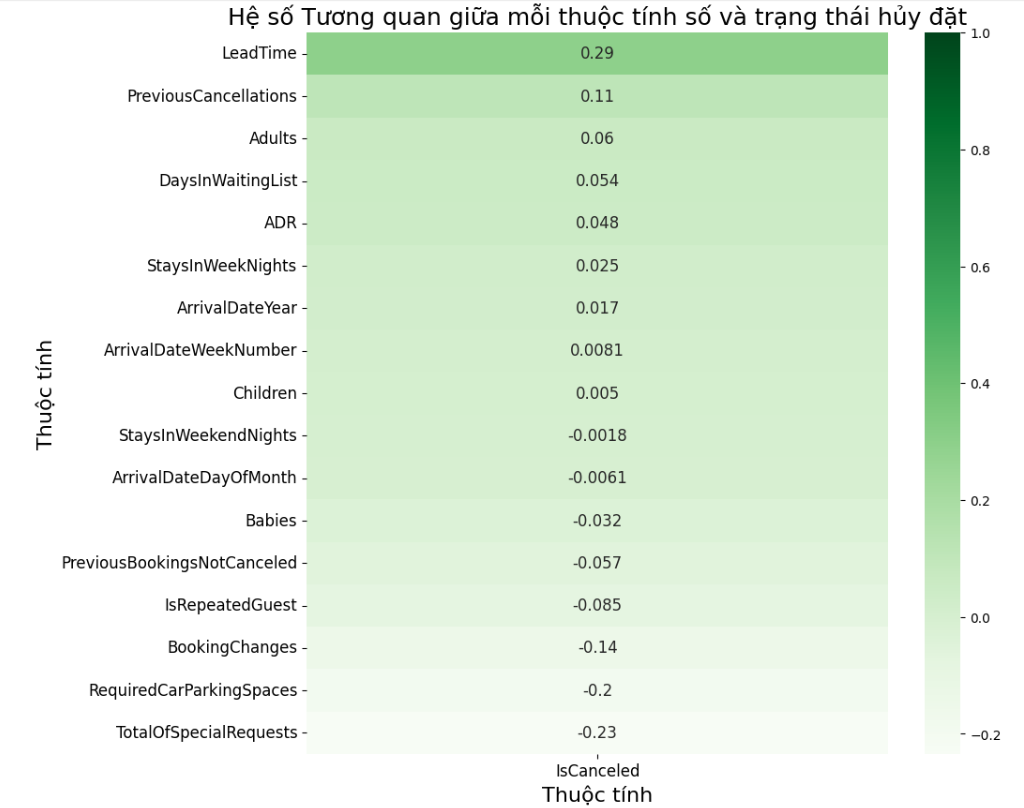 Hệ số Tương quan giữa mỗi thuộc tính số và trạng thái hủy đặt
LeadTime 0.29
PreviousCancellations 0.11
Adults 0.06
DaysInWaitingList 0.054
ADR 0.048
StaysInWeekNights 0.025
ArrivalDateYear 0.017
ArrivalDateWeekNumber 0.0081
Children 0.005
StaysInWeekendNights -0.0018
ArrivalDateDayOfMonth -0.0061
Babies -0.032
PreviousBookingsNotCanceled -0.057
IsRepeatedGuest -0.085
BookingChanges -0.14
RequiredCarParkingSpaces -0.2
TotalOfSpecialRequests -0.23
Thuộc tính
IsCanceled
Thuộc tính
1.0
0.8
0.6
0.4
0.2
0.0
−0.2